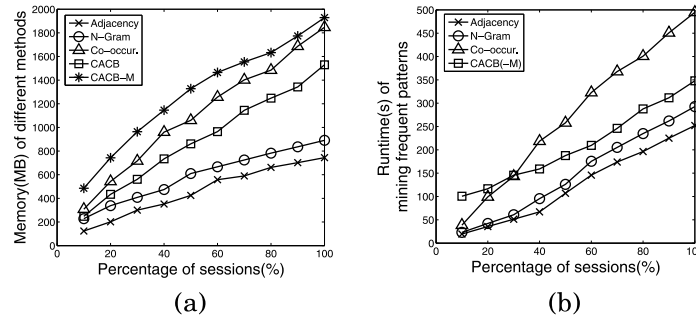 2000
1800
1600
1400
1200
1000
800
600
400
200
0
Memory(MB) of different methods
Adjacency
N-Gram
Co-occur.
CACB
CACB-M
0 20 40 60 80 100
Percentage of sessions(%)
(a)
500
450
400
350
300
250
200
150
100
50
0
Runtime(s) of
mining frequent patterns
Adjacency
N-Gram
Co-occur.
CACB(-M)
0 20 40 60 80 100
Percentage of sessions(%)
(b)